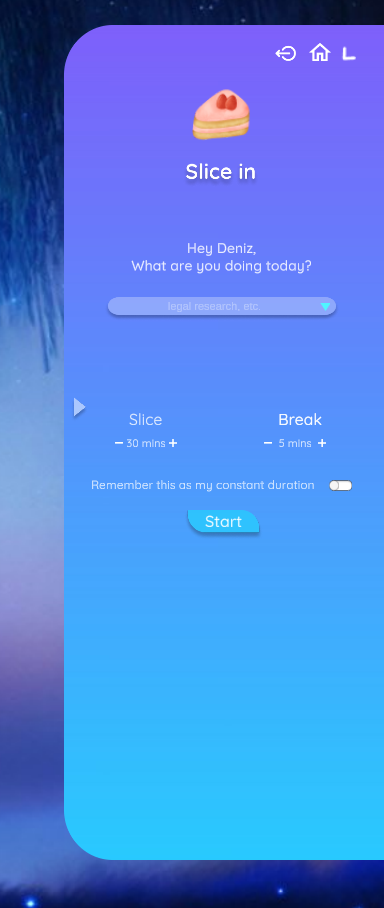 Slice in
Hey Deniz,
What are you doing today?
legal research, etc
Slice
Break
30 mins
5 mins
Remember this as my constant duration
Start